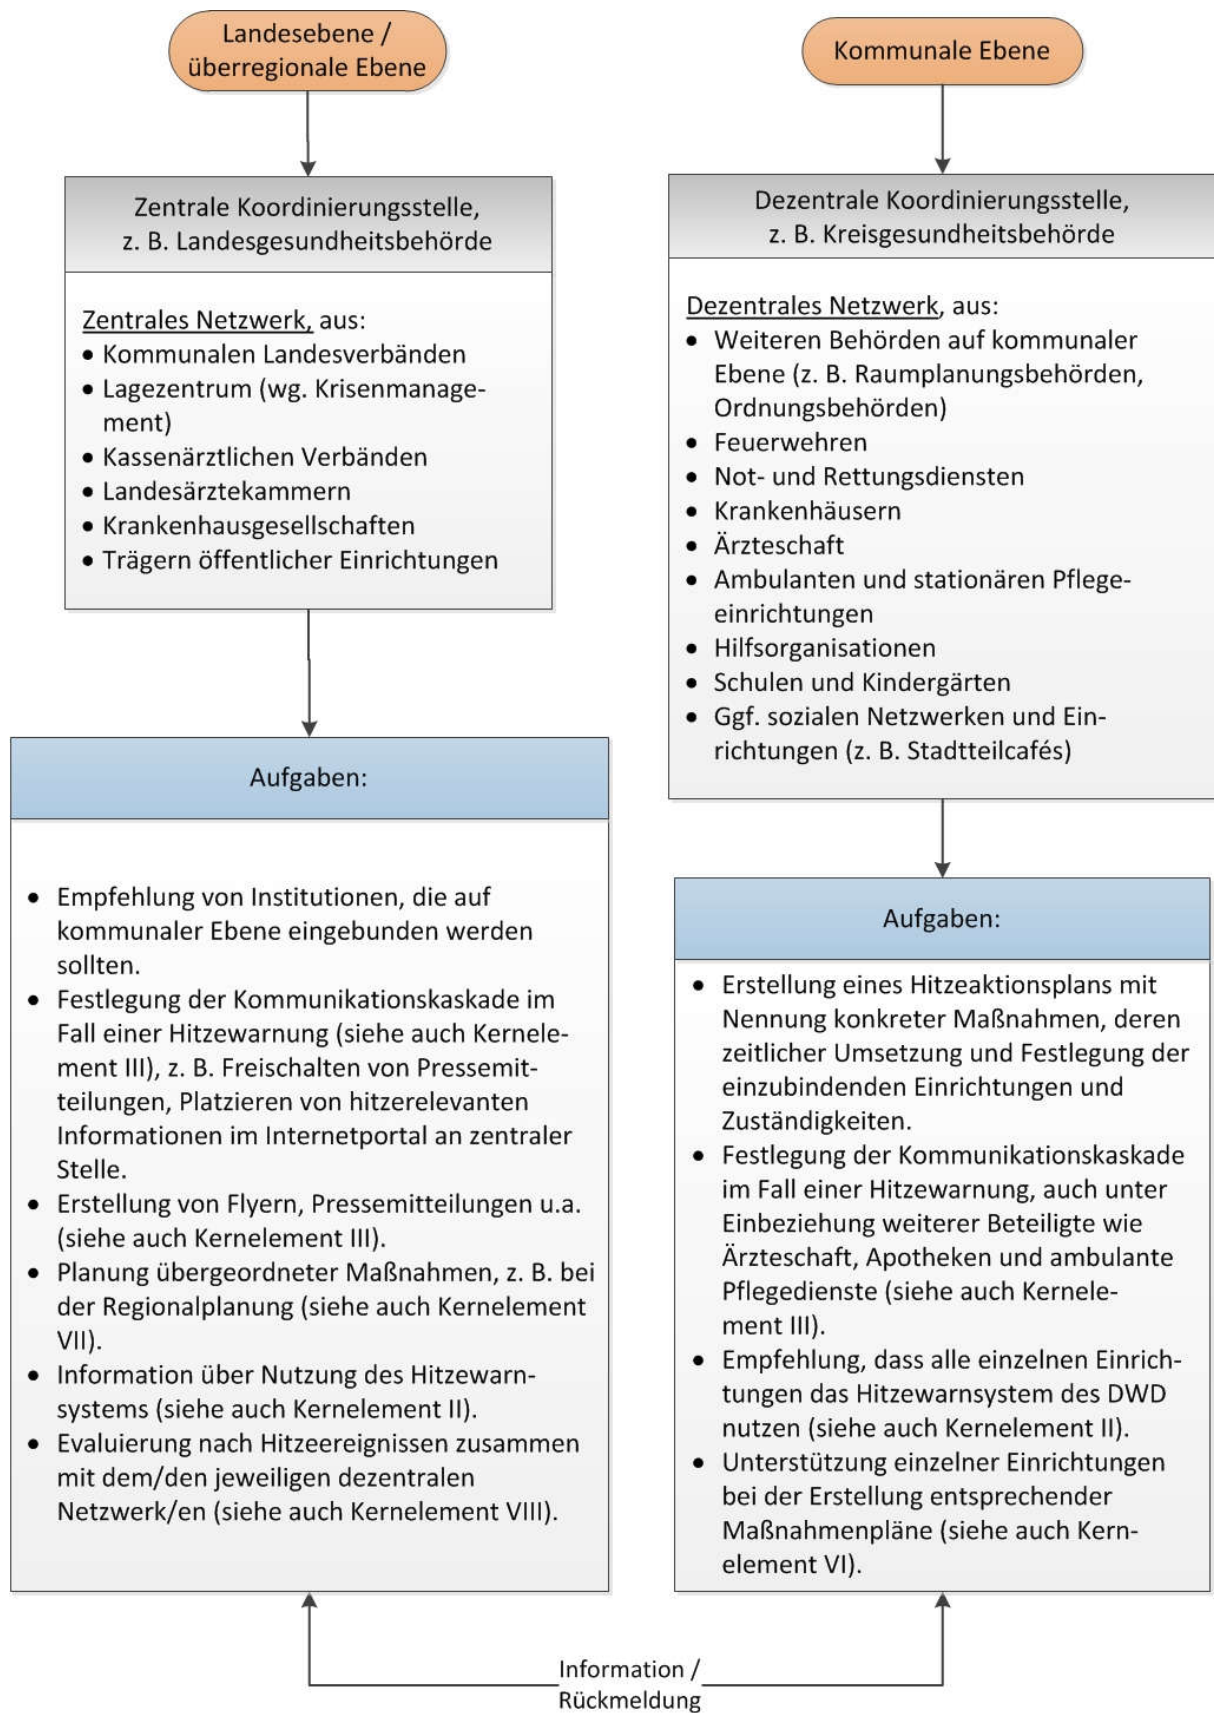 Landesebene /
überregionale Ebene
Zentrale Koordinierungsstelle,
z. B. Landesgesundheitsbehörde
Zentrales Netzwerk, aus:
• Kommunalen Landesverbänden
• Lagezentrum (wg. Krisenmanage-
ment)
• Kassenärztlichen Verbänden
• Landesärztekammern
• Krankenhausgesellschaften
• Trägern öffentlicher Einrichtungen
Aufgaben:
• Empfehlung von Institutionen, die auf
kommunaler Ebene eingebunden werden
sollten.
• Festlegung der Kommunikationskaskade im
Fall einer Hitzewarnung (siehe auch Kernele-
ment III), z. B. Freischalten von Pressemit-
teilungen, Platzieren von hitzerelevanten
Informationen im Internetportal an zentraler
Stelle.
• Erstellung von Flyern, Pressemitteilungen u.a.
(siehe auch Kernelement III).
• Planung übergeordneter Maßnahmen, z. B. bei
der Regionalplanung (siehe auch Kernelement
VII).
• Information über Nutzung des Hitzewarn-
systems (siehe auch Kernelement II).
• Evaluierung nach Hitzeereignissen zusammen
mit dem/den jeweiligen dezentralen
Netzwerk/en (siehe auch Kernelement VIII).
Kommunale Ebene
Dezentrale Koordinierungsstelle,
z. B. Kreisgesundheitsbehörde
Dezentrales Netzwerk, aus:
• Weiteren Behörden auf kommunaler
Ebene (z. B. Raumplanungsbehörden,
Ordnungsbehörden)
• Feuerwehren
• Not- und Rettungsdiensten
• Krankenhäusern
• Ärzteschaft
• Ambulanten und stationären Pflege-
einrichtungen
• Hilfsorganisationen
• Schulen und Kindergärten
• Ggf. sozialen Netzwerken und Ein-
richtungen (z. B. Stadtteilcafés)
Aufgaben:
• Erstellung eines Hitzeaktionsplans mit
Nennung konkreter Maßnahmen, deren
zeitlicher Umsetzung und Festlegung der
einzubindenden Einrichtungen und
Zuständigkeiten.
• Festlegung der Kommunikationskaskade
im Fall einer Hitzewarnung, auch unter
Einbeziehung weiterer Beteiligte wie
Ärzteschaft, Apotheken und ambulante
Pflegedienste (siehe auch Kernele-
ment III).
• Empfehlung, dass alle einzelnen Einrich-
tungen das Hitzewarnsystem des DWD
nutzen (siehe auch Kernelement II).
• Unterstützung einzelner Einrichtungen
bei der Erstellung entsprechender
Maßnahmenpläne (siehe auch Kern-
element VI).
Information /
Rückmeldung